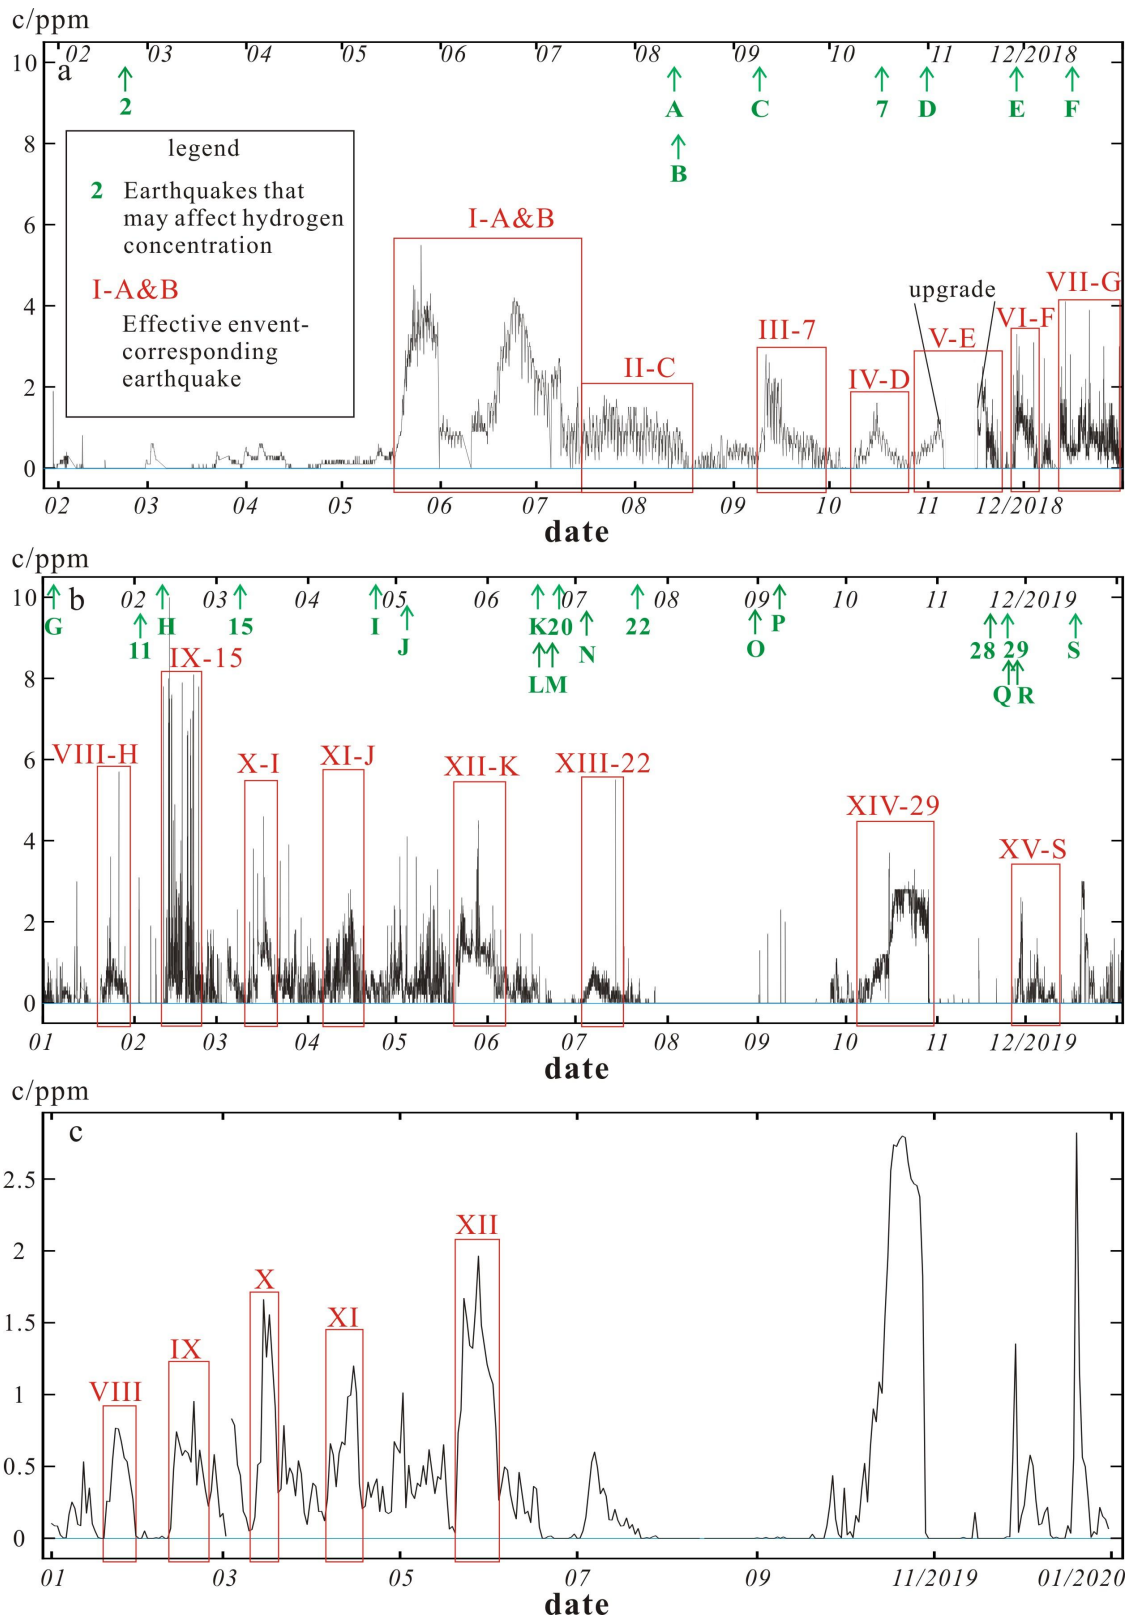 c/ppm
02 03 04 05 06 07 08 09 10 11 12/2018
10
a
2 A C 7 D E F
B
8
legend
2 Earthquakes that
may affect hydrogen
concentration
I-A&B
Effective envent-
corresponding
earthquake
6
I-A&B
4
upgrade
VII-G
VI-F
III-7
V-E
II-C
IV-D
2
0
02 03 04 05 06 07 08 09 10 11 12/2018
date
c/ppm
10
b
02 03 04 05 06 07 08 09 10 11 12/2019
G H 15 I K 20 22 P
11 J N O 28 29 S
L M Q R
IX-15
8
VIII-H X-I XI-J XII-K XIII-22
6
XIV-29
4
XV-S
2
0
01 02 03 04 05 06 07 08 09 10 11 12/2019
date
c/ppm
c
2.5
XII
2
X
1.5
XI
IX
VIII
1
0.5
0
01 03 05 07 09 11/2019 01/2020
date